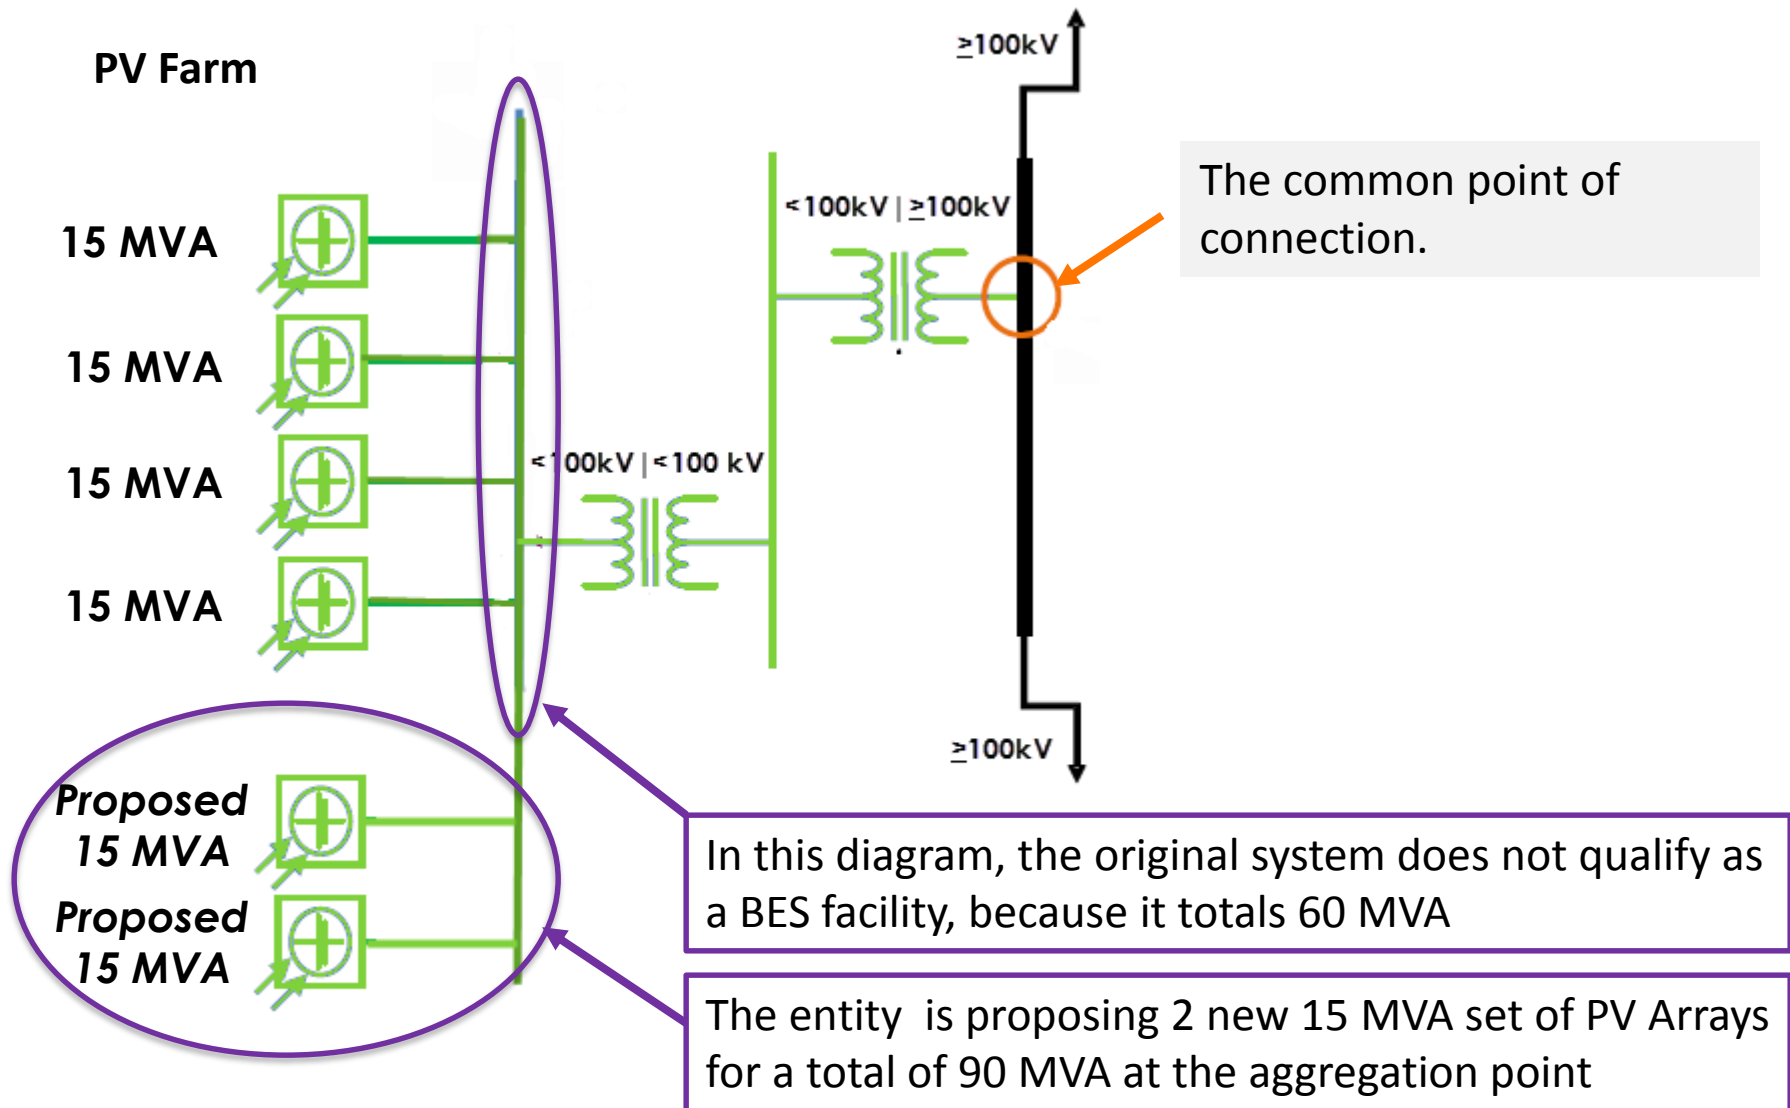 PV Farm
≥100kV
The common point of
connection.
<100kV | ≥100kV
15 MVA
15 MVA
<100kV | <100 kV
15 MVA
15 MVA
≥100kV
Proposed
15 MVA
Proposed
15 MVA
In this diagram, the original system does not qualify as
a BES facility, because it totals 60 MVA
The entity  is proposing 2 new 15 MVA set of PV Arrays
for a total of 90 MVA at the aggregation point